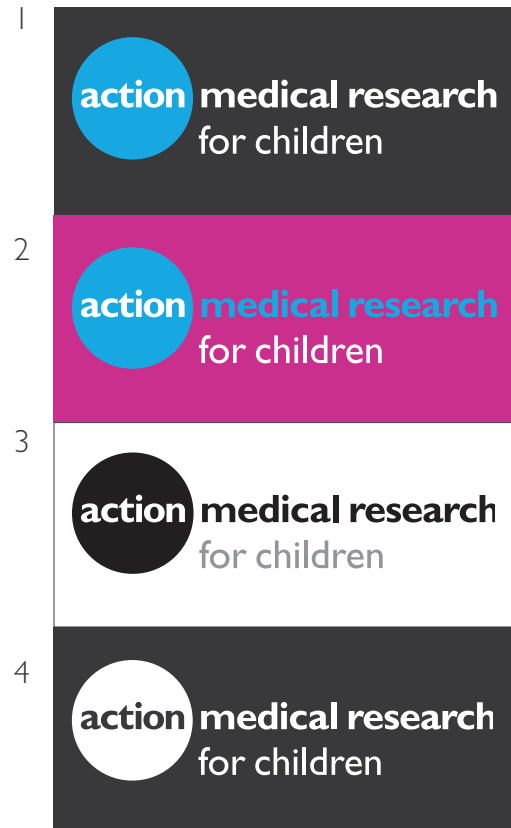 1
action medical research
for children
2
action medical research
for children
3
action medical research
for children
4
action medical research
for children